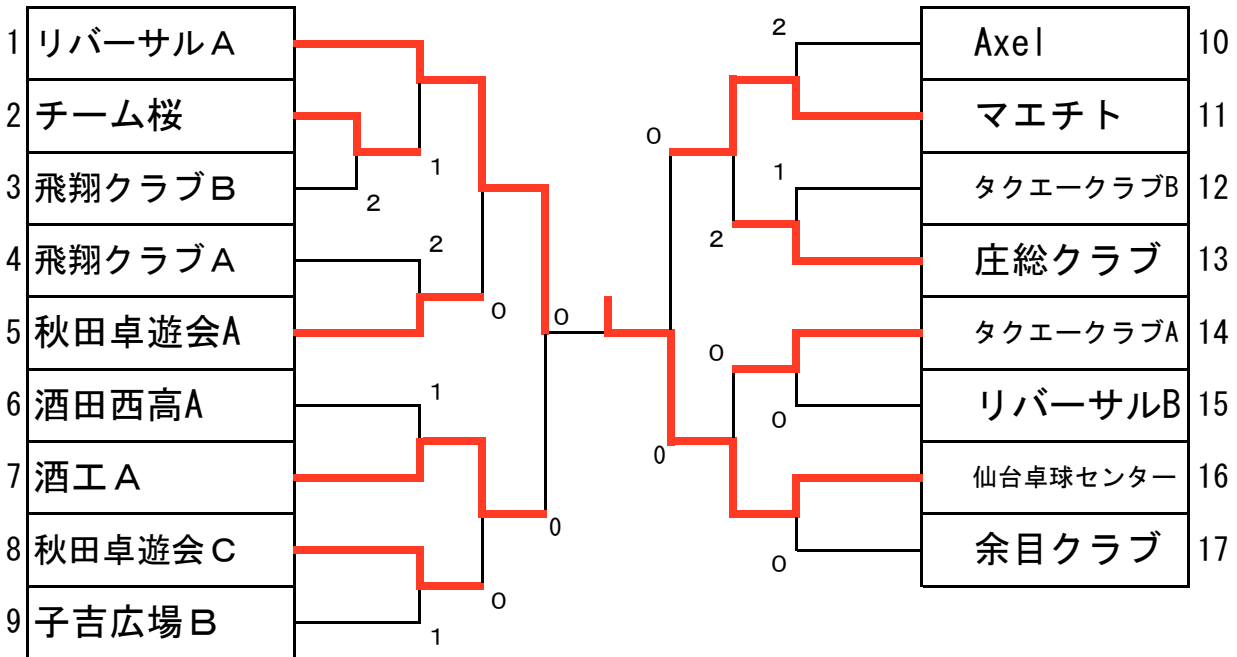 1 リバーサルA
2 チーム桜
3 飛翔クラブB
4 飛翔クラブA
5 秋田卓遊会A
6 酒田西高A
7 酒工A
8 秋田卓遊会C
9 子吉広場B
1
2
2
0
1
0
1
0
0
2
0
1
2
0
0
0
0
Axel 10
マエチト 11
タクエークラブB 12
庄総クラブ 13
タクエークラブA 14
リバーサルB 15
仙台卓球センター 16
余目クラブ 17